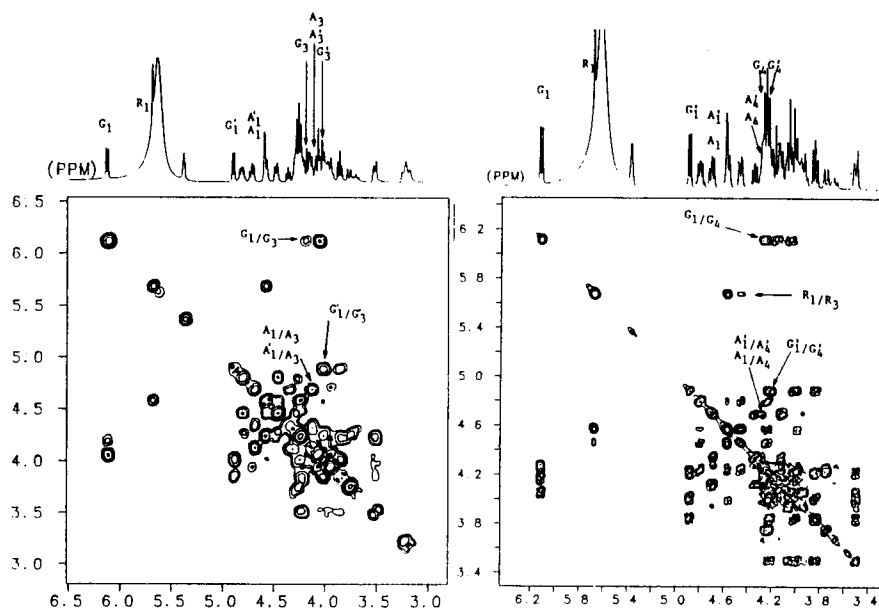 A₃
A'₃
G₃ G'₃
R₁
G₁
G'₁ A'₁
A₁
(PPM)
6.5
6.0
5.5
5.0
4.5
4.0
3.5
3.0
G₁/G₃
G'₁/G'₃
A₁/A₃
A'₁/A₃
6.5 6.0 5.5 5.0 4.5 4.0 3.5 3.0
R₁
G₄ G'₄
G₁
G'₁ A'₁ A'₄
A₁ A₄
(PPM)
6.2
5.8
5.4
5.0
4.6
4.2
3.8
3.4
G₁/G₄
R₁/R₃
A'₁/A'₄
A₁/A₄
G'₁/G'₄
6.2 5 8 5.4 5.0 4.6 4.2 3.8 3 4